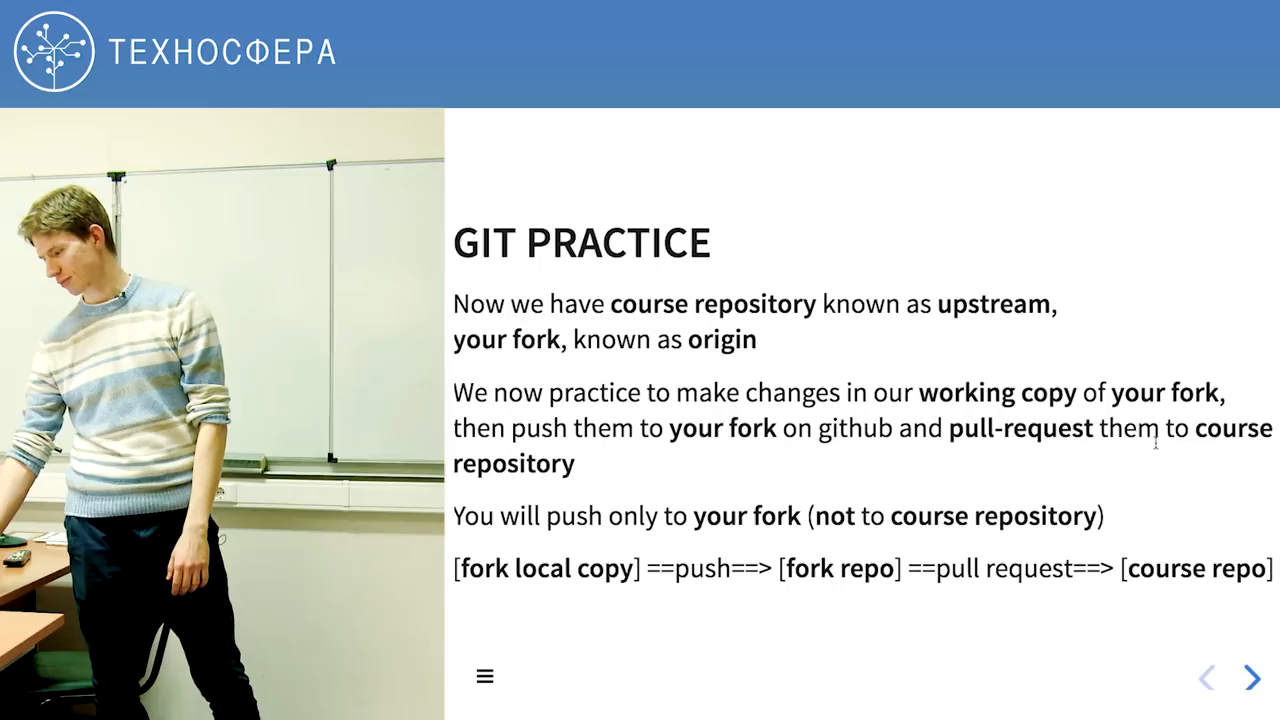 ТЕХНОСФЕРА
GIT PRACTICE
Now we have course repository known as upstream,
your fork, known as origin
We now practice to make changes in our working copy of your fork,
then push them to your fork on github and pull-request them to course
repository
You will push only to your fork (not to course repository)
[fork local copy] ==push==> [fork repo] ==pull request==> [course repo]